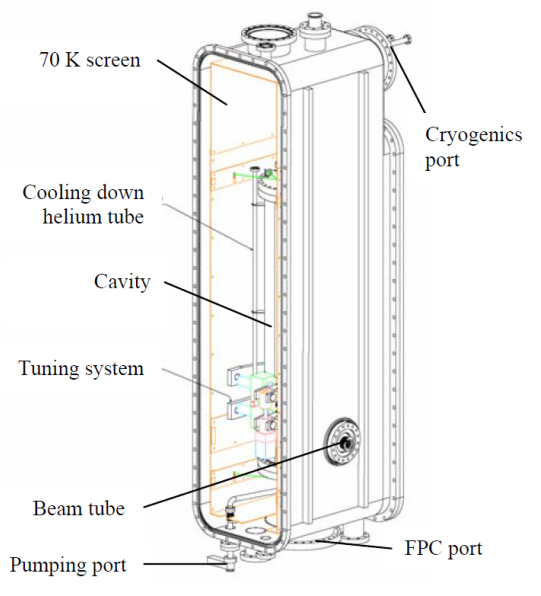 70 K screen
Cryogenics
port
Cooling down
helium tube
Cavity
Tuning system
Beam tube
FPC port
Pumping port